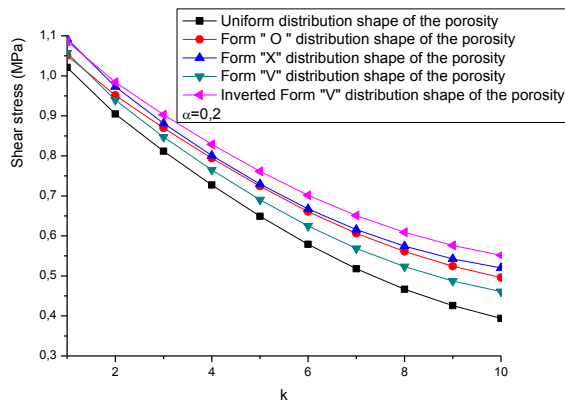 Uniform distribution shape of the porosity
Form " O " distribution shape of the porosity
Form "X" distribution shape of the porosity
Form "V" distribution shape of the porosity
Inverted Form "V" distribution shape of the porosity
α=0,2
Shear stress (MPa)
1,1
1,0
0,9
0,8
0,7
0,6
0,5
0,4
0,3
2
4
6
8
10
k